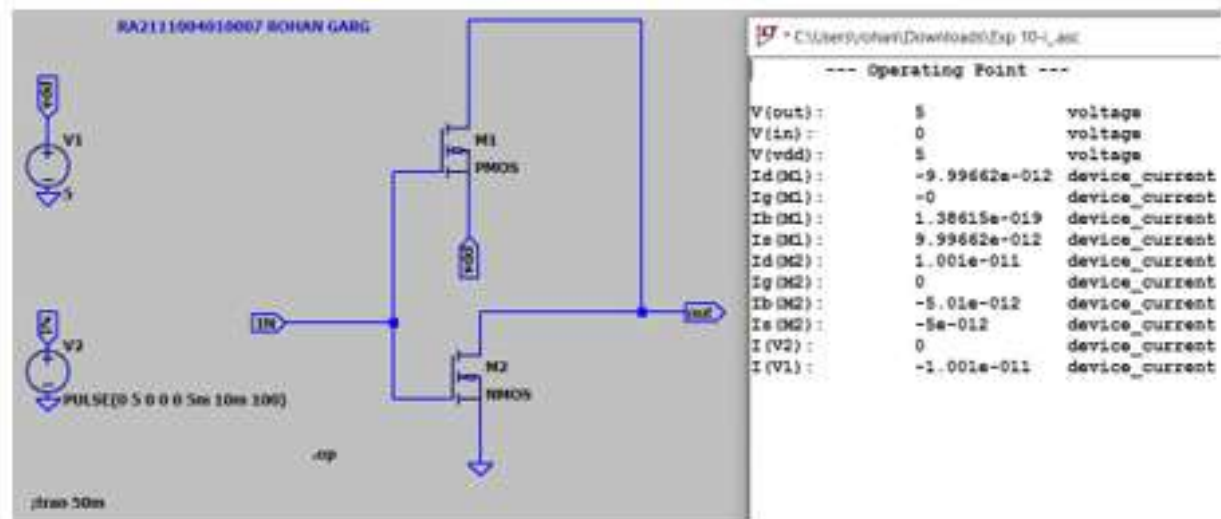 RA2111004010007 ROHAN GARG
vdd
V1
5
M1
PMOS
vdd
IN
out
V2
PULSE(0 5 0 0 0 5m 10m 100)
M2
NMOS
.op
;tran 50m
--- Operating Point ---
V(out): 5 voltage
V(in): 0 voltage
V(vdd): 5 voltage
Id(M1): -9.99662e-012 device_current
Ig(M1): -0 device_current
Ib(M1): 1.38615e-019 device_current
Is(M1): 9.99662e-012 device_current
Id(M2): 1.001e-011 device_current
Ig(M2): 0 device_current
Ib(M2): -5.01e-012 device_current
Is(M2): -5e-012 device_current
I(V2): 0 device_current
I(V1): -1.001e-011 device_current